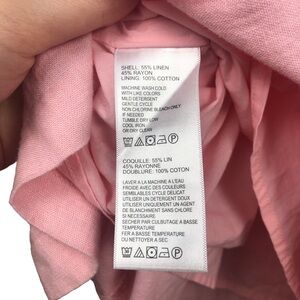 SHELL: 55% LINEN
45% RAYON
LINING: 100% COTTON
MACHINE WASH COLD
WITH LIKE COLORS
MILD DETERGENT
GENTLE CYCLE
NON CHLORINE BLEACH ONLY
IF NEEDED
TUMBLE DRY LOW
COOL IRON
OR DRY CLEAN
COQUILLE: 55% LIN
45% RAYONNE
DOUBLURE: 100% COTON
LAVER A LA MACHINE A L'EAU
FROIDE AVEC DES COULEURS
SEMBLABLES CYCLE DELICAT
UTILISER UN DETERGENT DOUX
UTILISER UN AGENT
DE BLANCHIMENT SANS CHLORE
SI NECESSAIRE
SECHER PAR CULBUTAGE A BASSE
TEMPERATURE
FER A BASSE TEMPERATURE
OU NETTOYER A SEC